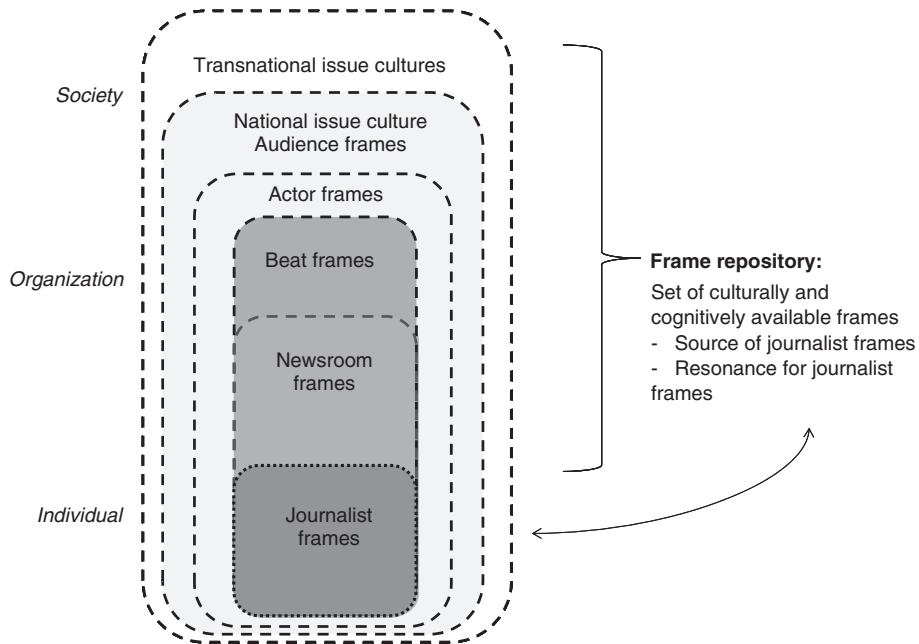 Transnational issue cultures
Society
National issue culture
Audience frames
Actor frames
Beat frames
Organization
Newsroom
frames
Individual
Journalist
frames
Frame repository:
Set of culturally and
cognitively available frames
- Source of journalist frames
- Resonance for journalist
frames